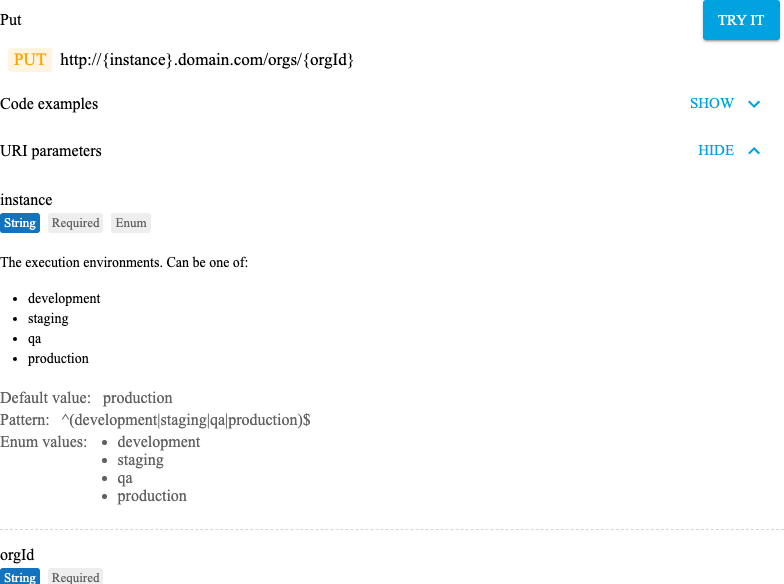 Put
TRY IT
PUT http://{instance}.domain.com/orgs/{orgId}
Code examples SHOW
URI parameters HIDE
instance
String Required Enum
The execution environments. Can be one of:
• development
• staging
• qa
• production
Default value: production
Pattern: ^(development|staging|qa|production)$
Enum values: • development
• staging
• qa
• production
orgId
String Required